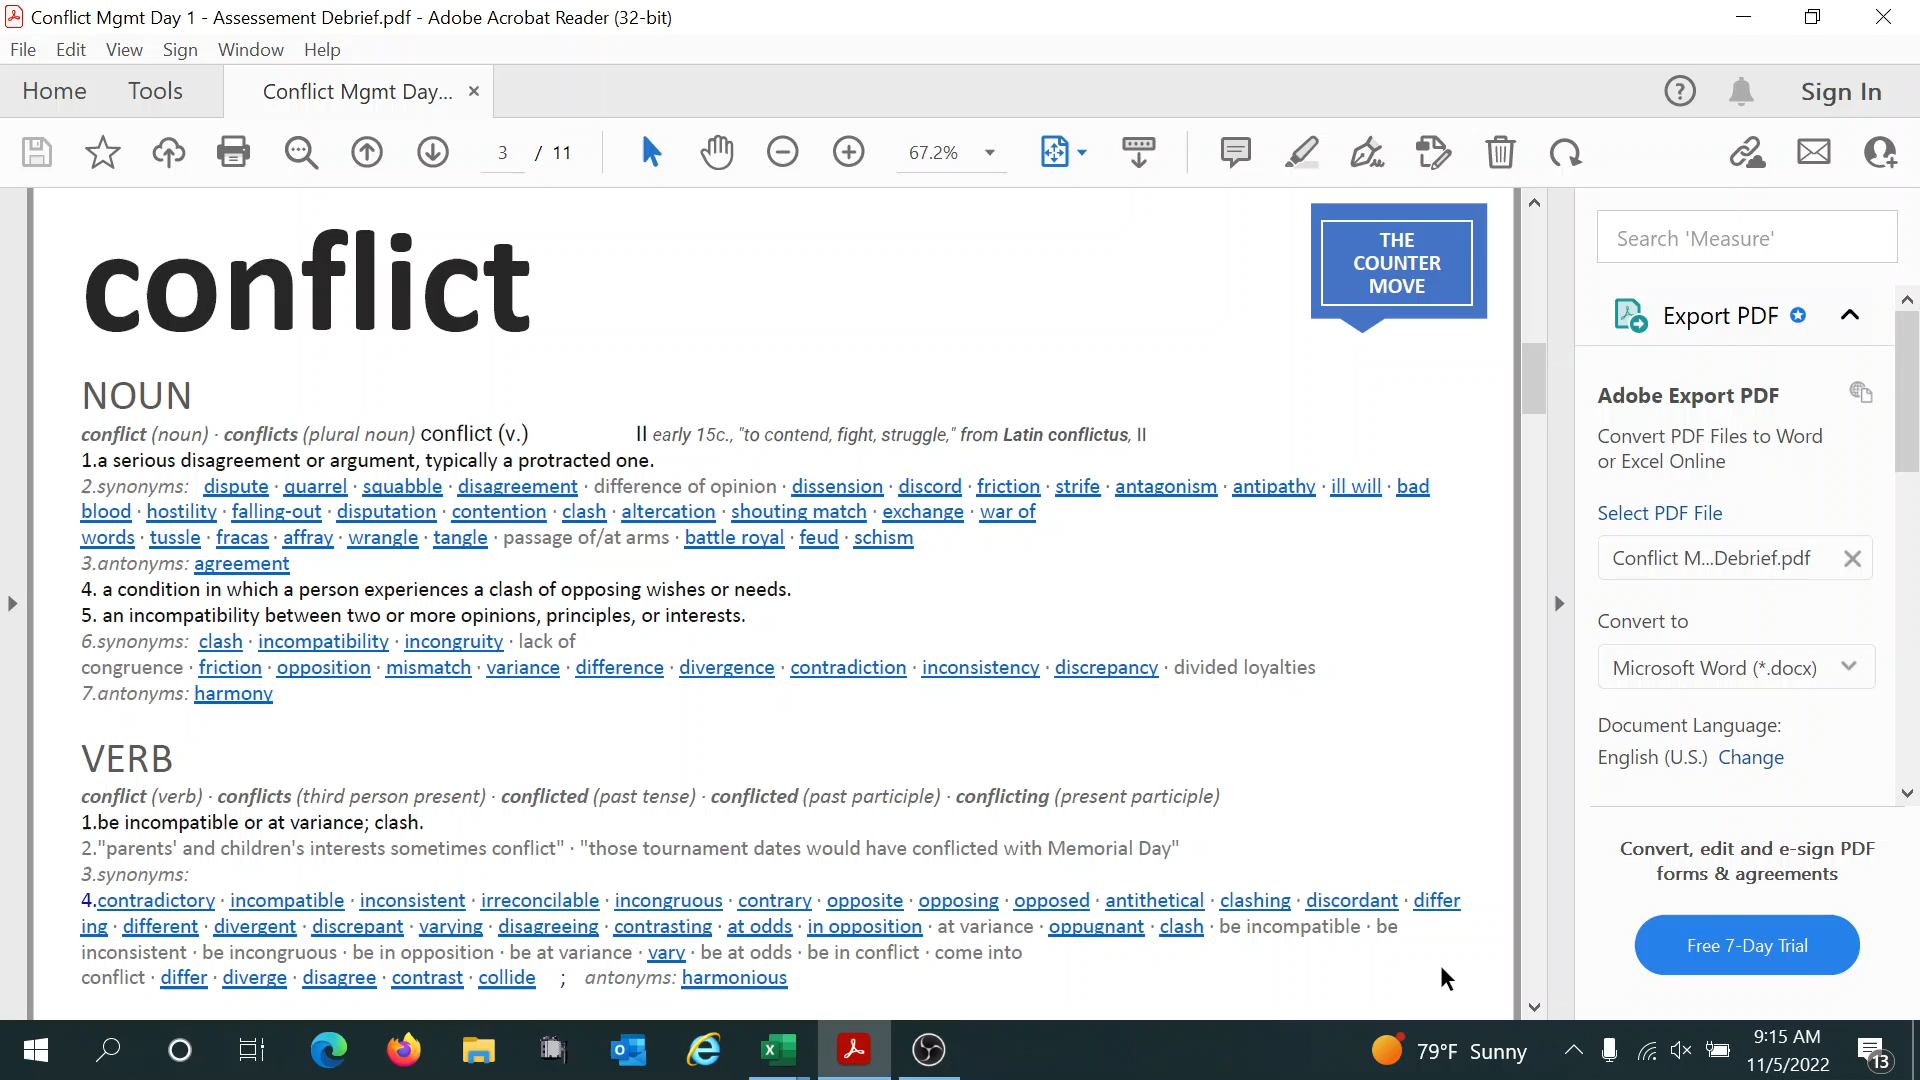 Conflict Mgmt Day 1 - Assessement Debrief.pdf - Adobe Acrobat Reader (32-bit)
File Edit View Sign Window Help
Home Tools Conflict Mgmt Day... × Sign In
3 / 11 67.2%
conflict
THE
COUNTER
MOVE
NOUN
conflict (noun) · conflicts (plural noun) conflict (v.) II early 15c., "to contend, fight, struggle," from Latin conflictus, II
1.a serious disagreement or argument, typically a protracted one.
2.synonyms: dispute · quarrel · squabble · disagreement · difference of opinion · dissension · discord · friction · strife · antagonism · antipathy · ill will · bad
blood · hostility · falling-out · disputation · contention · clash · altercation · shouting match · exchange · war of
words · tussle · fracas · affray · wrangle · tangle · passage of/at arms · battle royal · feud · schism
3.antonyms: agreement
4. a condition in which a person experiences a clash of opposing wishes or needs.
5. an incompatibility between two or more opinions, principles, or interests.
6.synonyms: clash · incompatibility · incongruity · lack of
congruence · friction · opposition · mismatch · variance · difference · divergence · contradiction · inconsistency · discrepancy · divided loyalties
7.antonyms: harmony
VERB
conflict (verb) · conflicts (third person present) · conflicted (past tense) · conflicted (past participle) · conflicting (present participle)
1.be incompatible or at variance; clash.
2."parents' and children's interests sometimes conflict" · "those tournament dates would have conflicted with Memorial Day"
3.synonyms:
4.contradictory · incompatible · inconsistent · irreconcilable · incongruous · contrary · opposite · opposing · opposed · antithetical · clashing · discordant · differ
ing · different · divergent · discrepant · varying · disagreeing · contrasting · at odds · in opposition · at variance · oppugnant · clash · be incompatible · be
inconsistent · be incongruous · be in opposition · be at variance · vary · be at odds · be in conflict · come into
conflict · differ · diverge · disagree · contrast · collide ; antonyms: harmonious
Search 'Measure'
Export PDF
Adobe Export PDF
Convert PDF Files to Word
or Excel Online
Select PDF File
Conflict M...Debrief.pdf
Convert to
Microsoft Word (*.docx)
Document Language:
English (U.S.) Change
Convert, edit and e-sign PDF
forms & agreements
Free 7-Day Trial
79°F Sunny
9:15 AM
11/5/2022
13